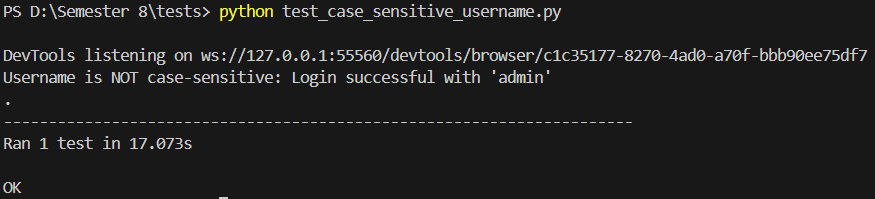 PS D:\Semester 8\tests> python test_case_sensitive_username.py
DevTools listening on ws://127.0.0.1:55560/devtools/browser/c1c35177-8270-4ad0-a70f-bbb90ee75df7
Username is NOT case-sensitive: Login successful with 'admin'
.
----------------------------------------------------------------------
Ran 1 test in 17.073s
OK